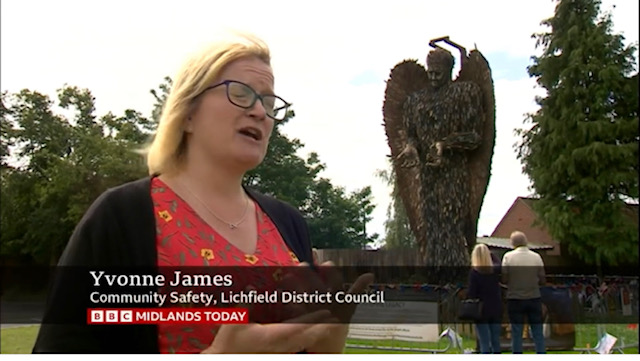 Yvonne James
Community Safety, Lichfield District Council
BBC MIDLANDS TODAY